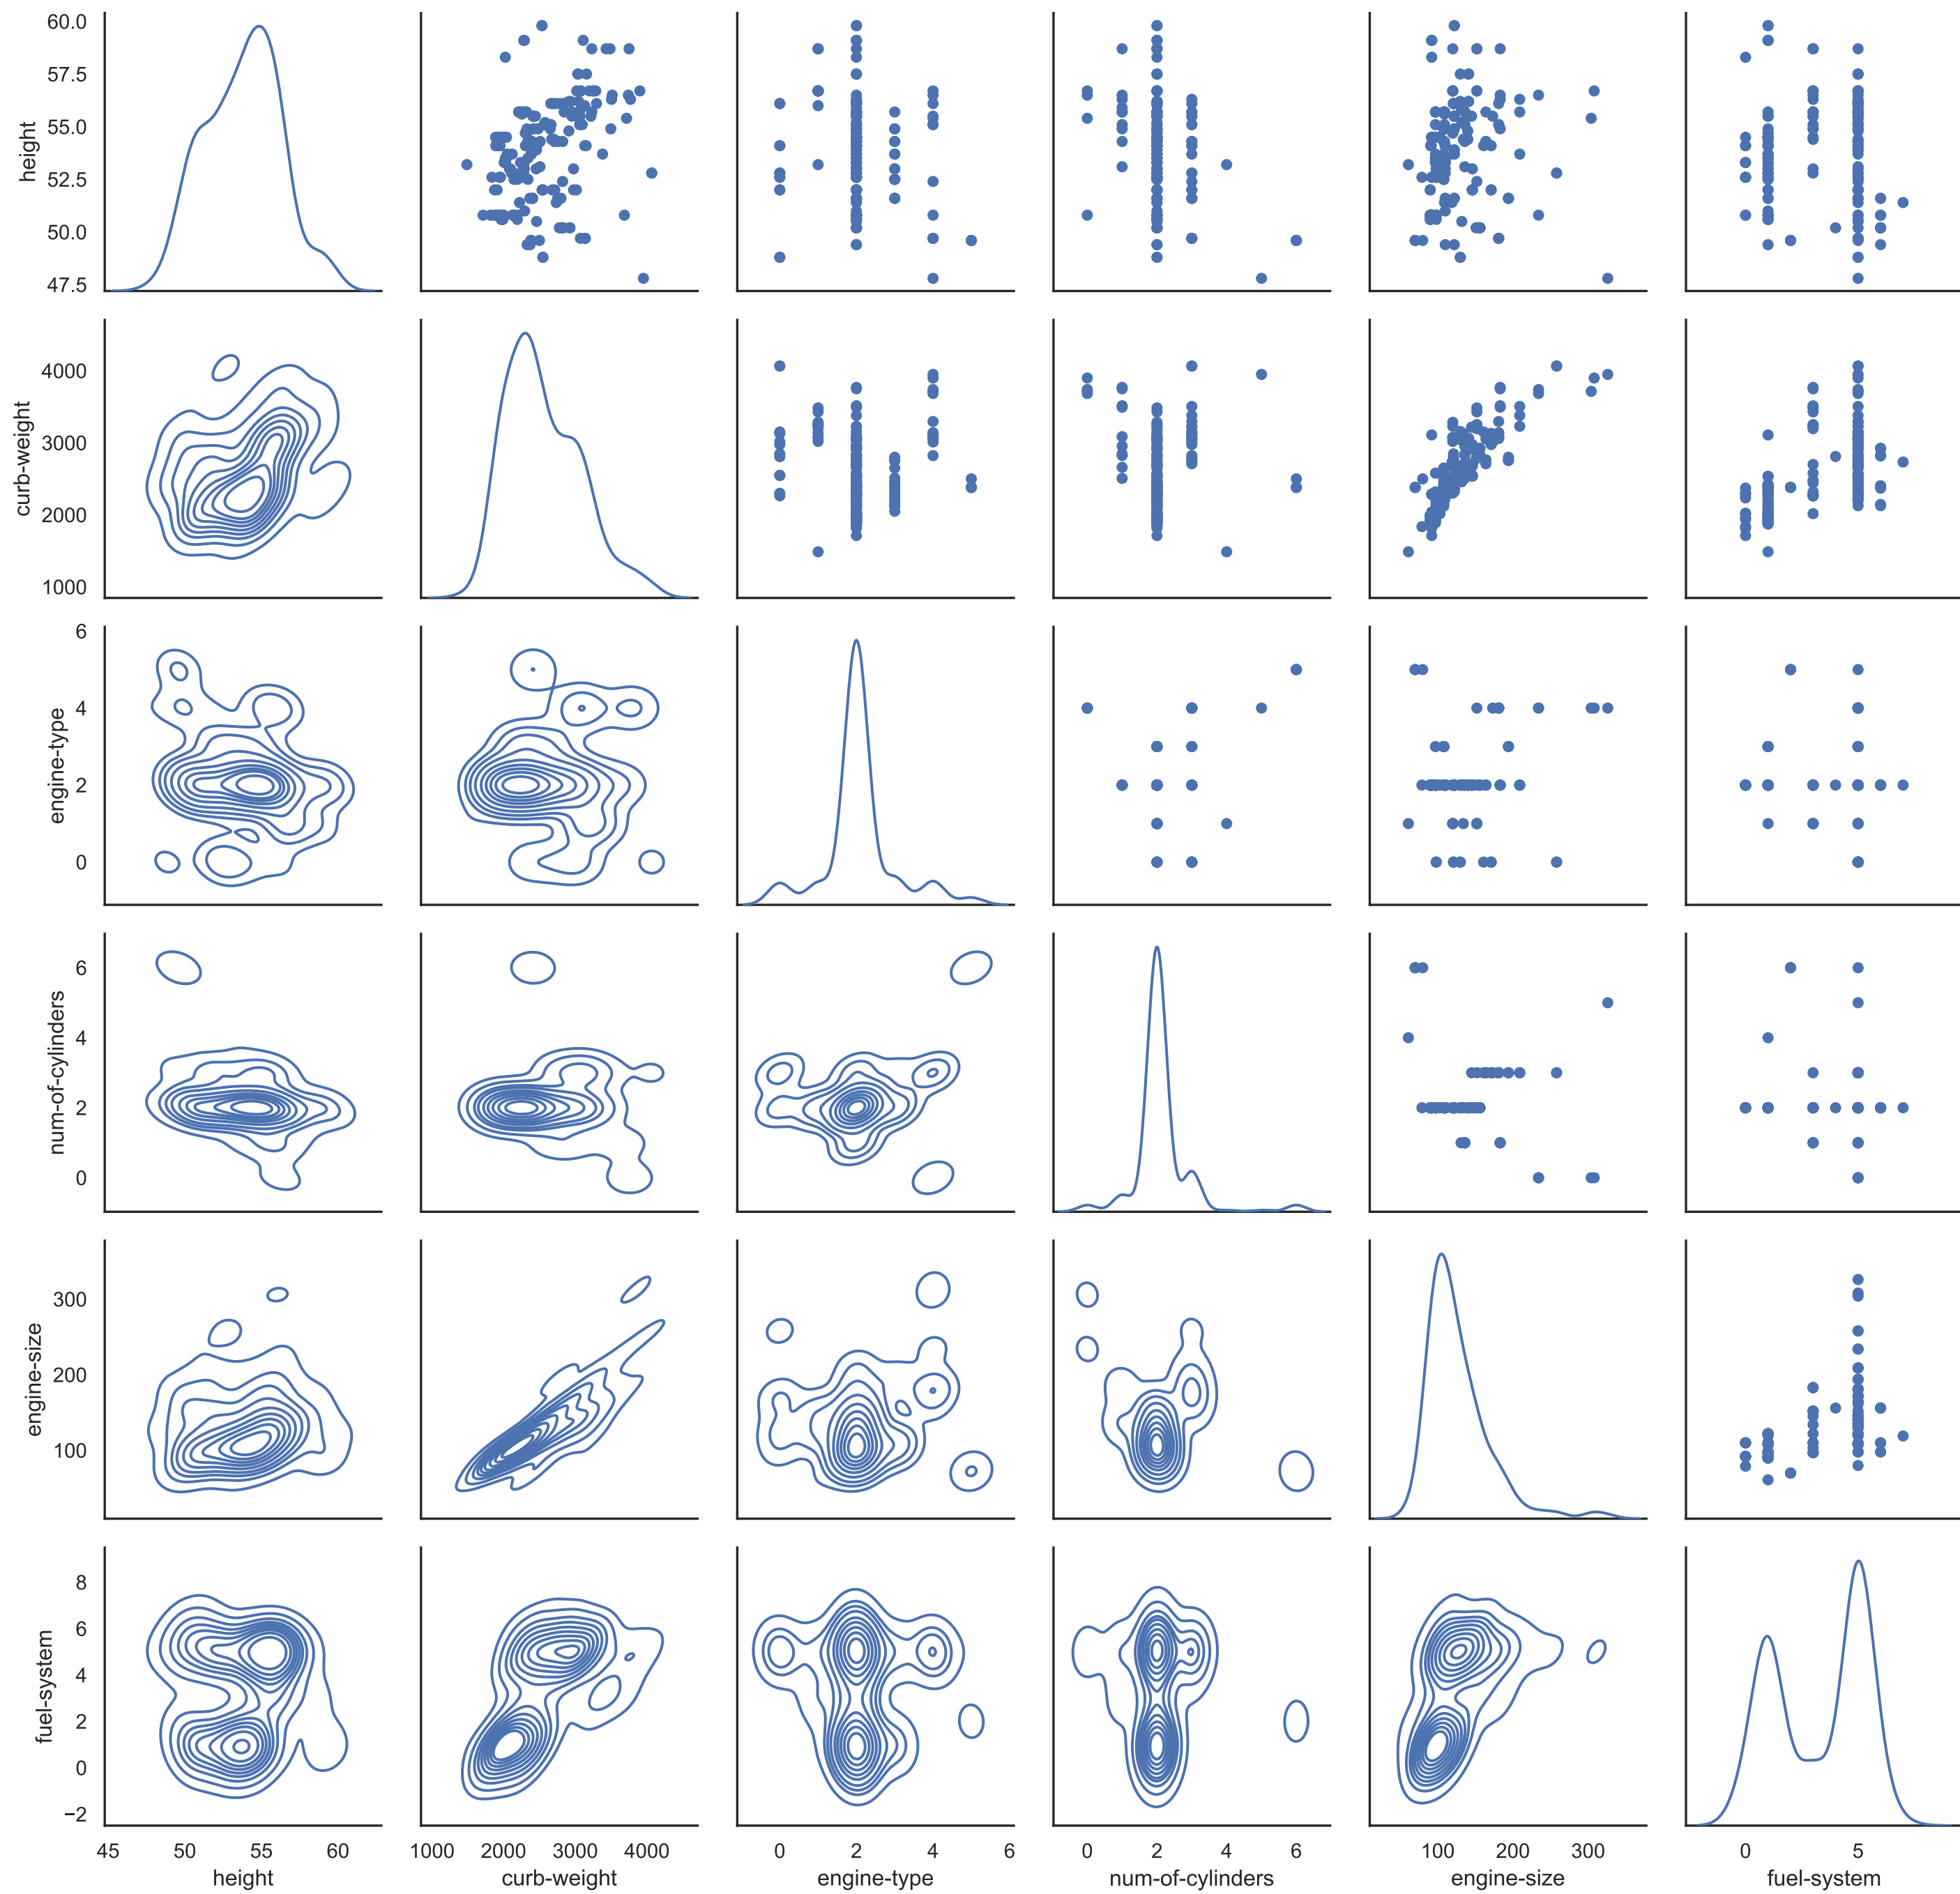 60.0
57.5
55.0
52.5
50.0
47.5
height
4000
3000
2000
1000
curb-weight
6
4
2
0
engine-type
6
4
2
0
num-of-cylinders
300
200
100
engine-size
8
6
4
2
0
−2
fuel-system
45 50 55 60
1000 2000 3000 4000
0 2 4 6
0 2 4 6
100 200 300
0 5
height
curb-weight
engine-type
num-of-cylinders
engine-size
fuel-system